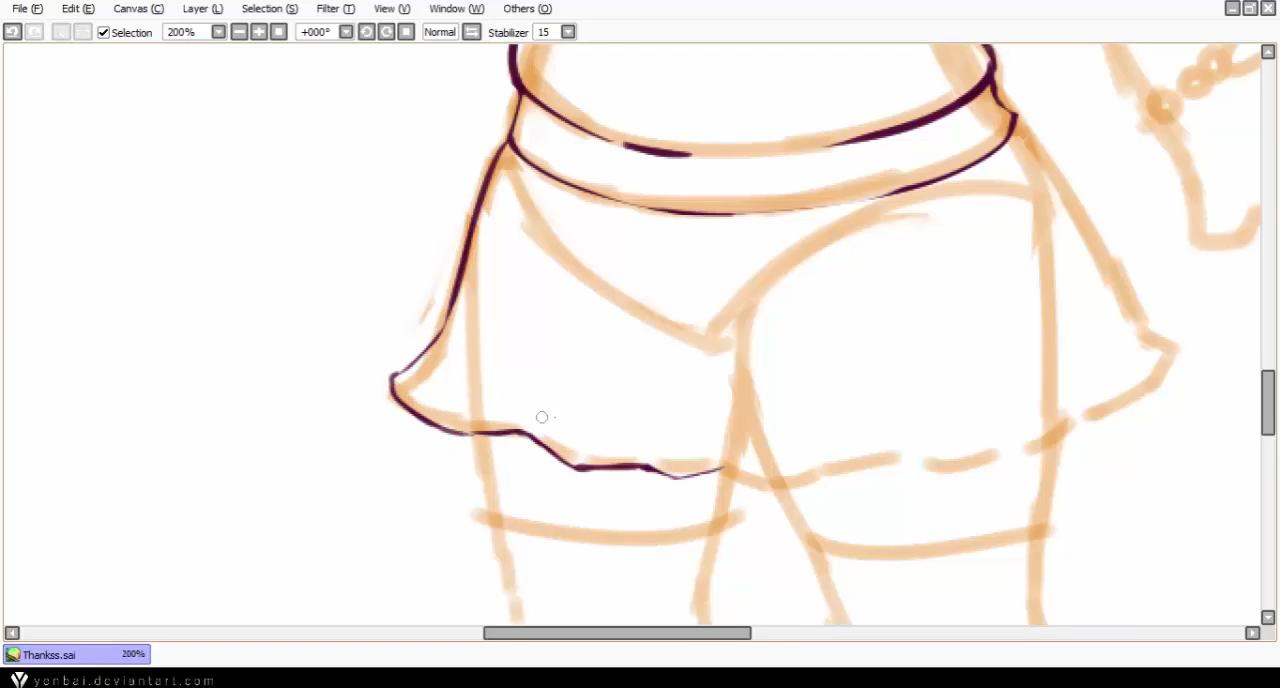 File (F) Edit (E) Canvas (C) Layer (L) Selection (S) Filter (T) View (V) Window (W) Others (O)
Selection 200% +000° Normal Stabilizer 15
Thankss.sai 200%
yonbai.deviantart.com